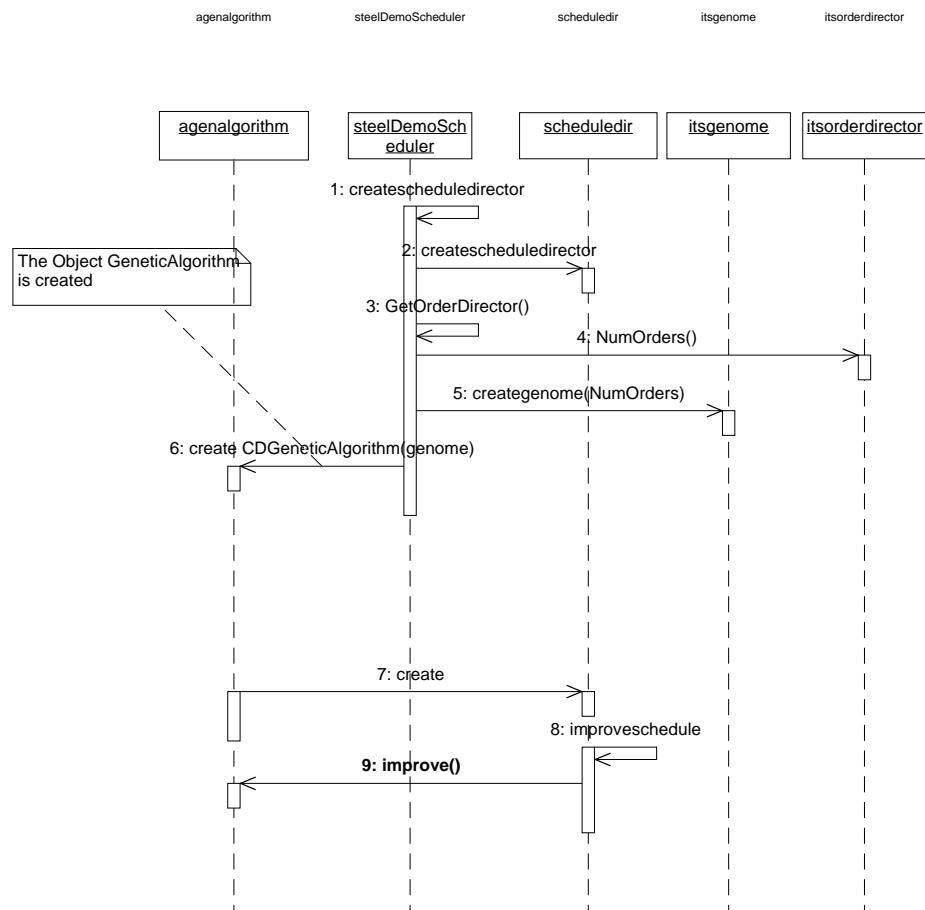 agenalgorithm steelDemoScheduler scheduledir itsgenome itsorderdirector
agenalgorithm
steelDemoSch
eduler
scheduledir
itsgenome
itsorderdirector
1: createscheduledirector
The Object GeneticAlgorithm
is created
2: createscheduledirector
3: GetOrderDirector()
4: NumOrders()
5: creategenome(NumOrders)
6: create CDGeneticAlgorithm(genome)
7: create
8: improveschedule
9: improve()